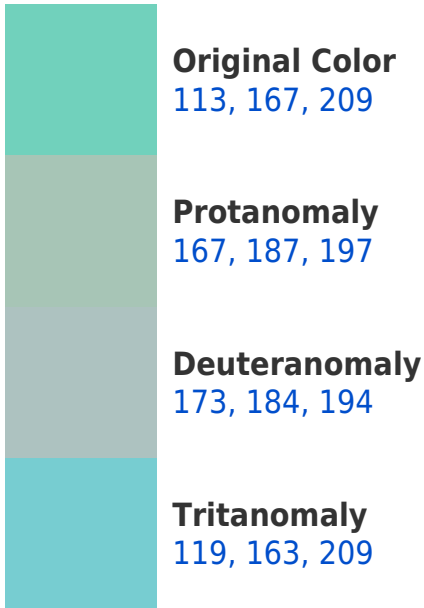 Original Color
113, 167, 209
Protanomaly
167, 187, 197
Deuteranomaly
173, 184, 194
Tritanomaly
119, 163, 209